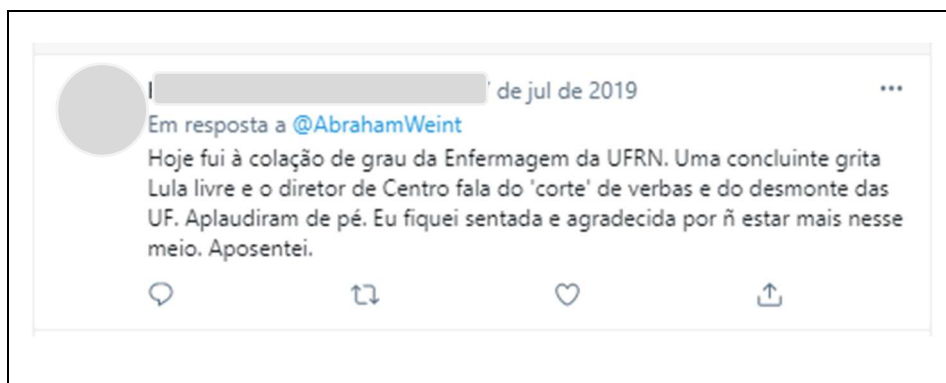 de jul de 2019
Em resposta a @AbrahamWeint
Hoje fui à colação de grau da Enfermagem da UFRN. Uma concluinte grita
Lula livre e o diretor de Centro fala do 'corte' de verbas e do desmonte das
UF. Aplaudiram de pé. Eu fiquei sentada e agradecida por ñ estar mais nesse
meio. Aposentei.